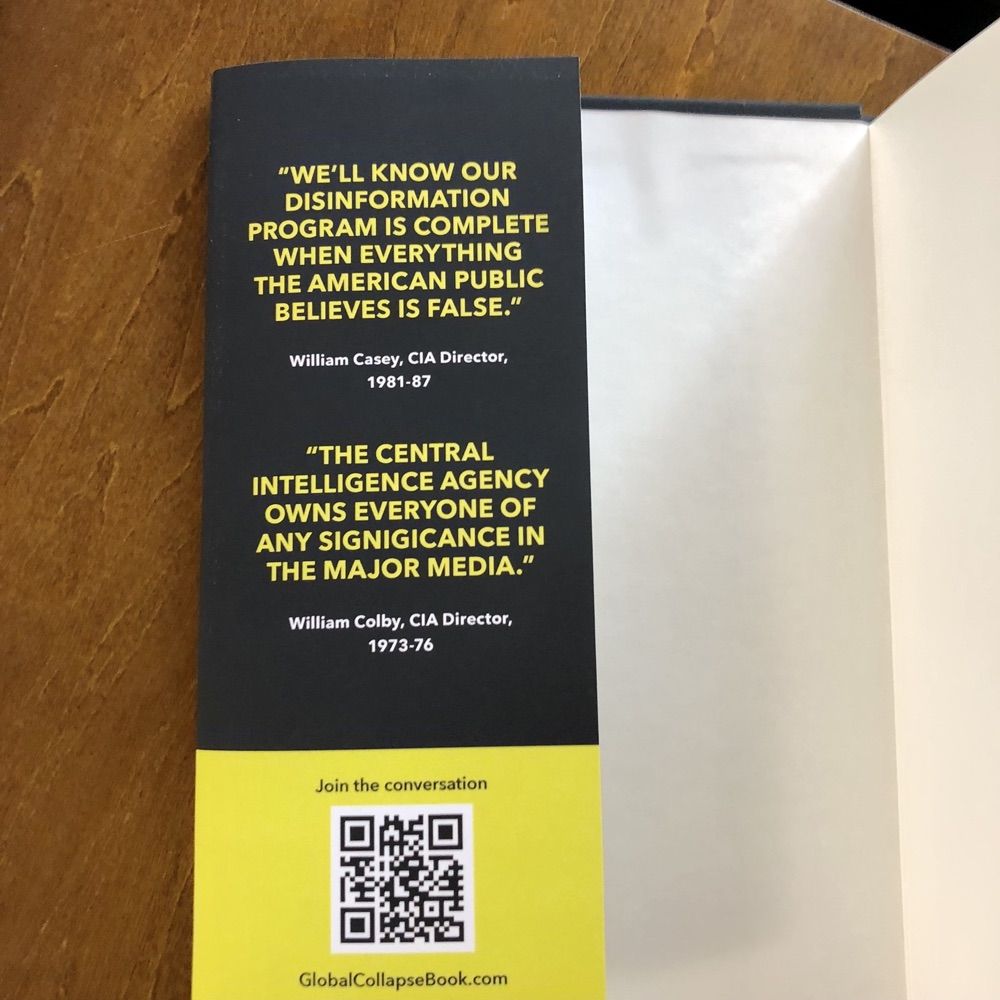 “WE’LL KNOW OUR
DISINFORMATION
PROGRAM IS COMPLETE
WHEN EVERYTHING
THE AMERICAN PUBLIC
BELIEVES IS FALSE.”
William Casey, CIA Director,
1981-87
“THE CENTRAL
INTELLIGENCE AGENCY
OWNS EVERYONE OF
ANY SIGNIGICANCE IN
THE MAJOR MEDIA.”
William Colby, CIA Director,
1973-76
Join the conversation
GlobalCollapseBook.com